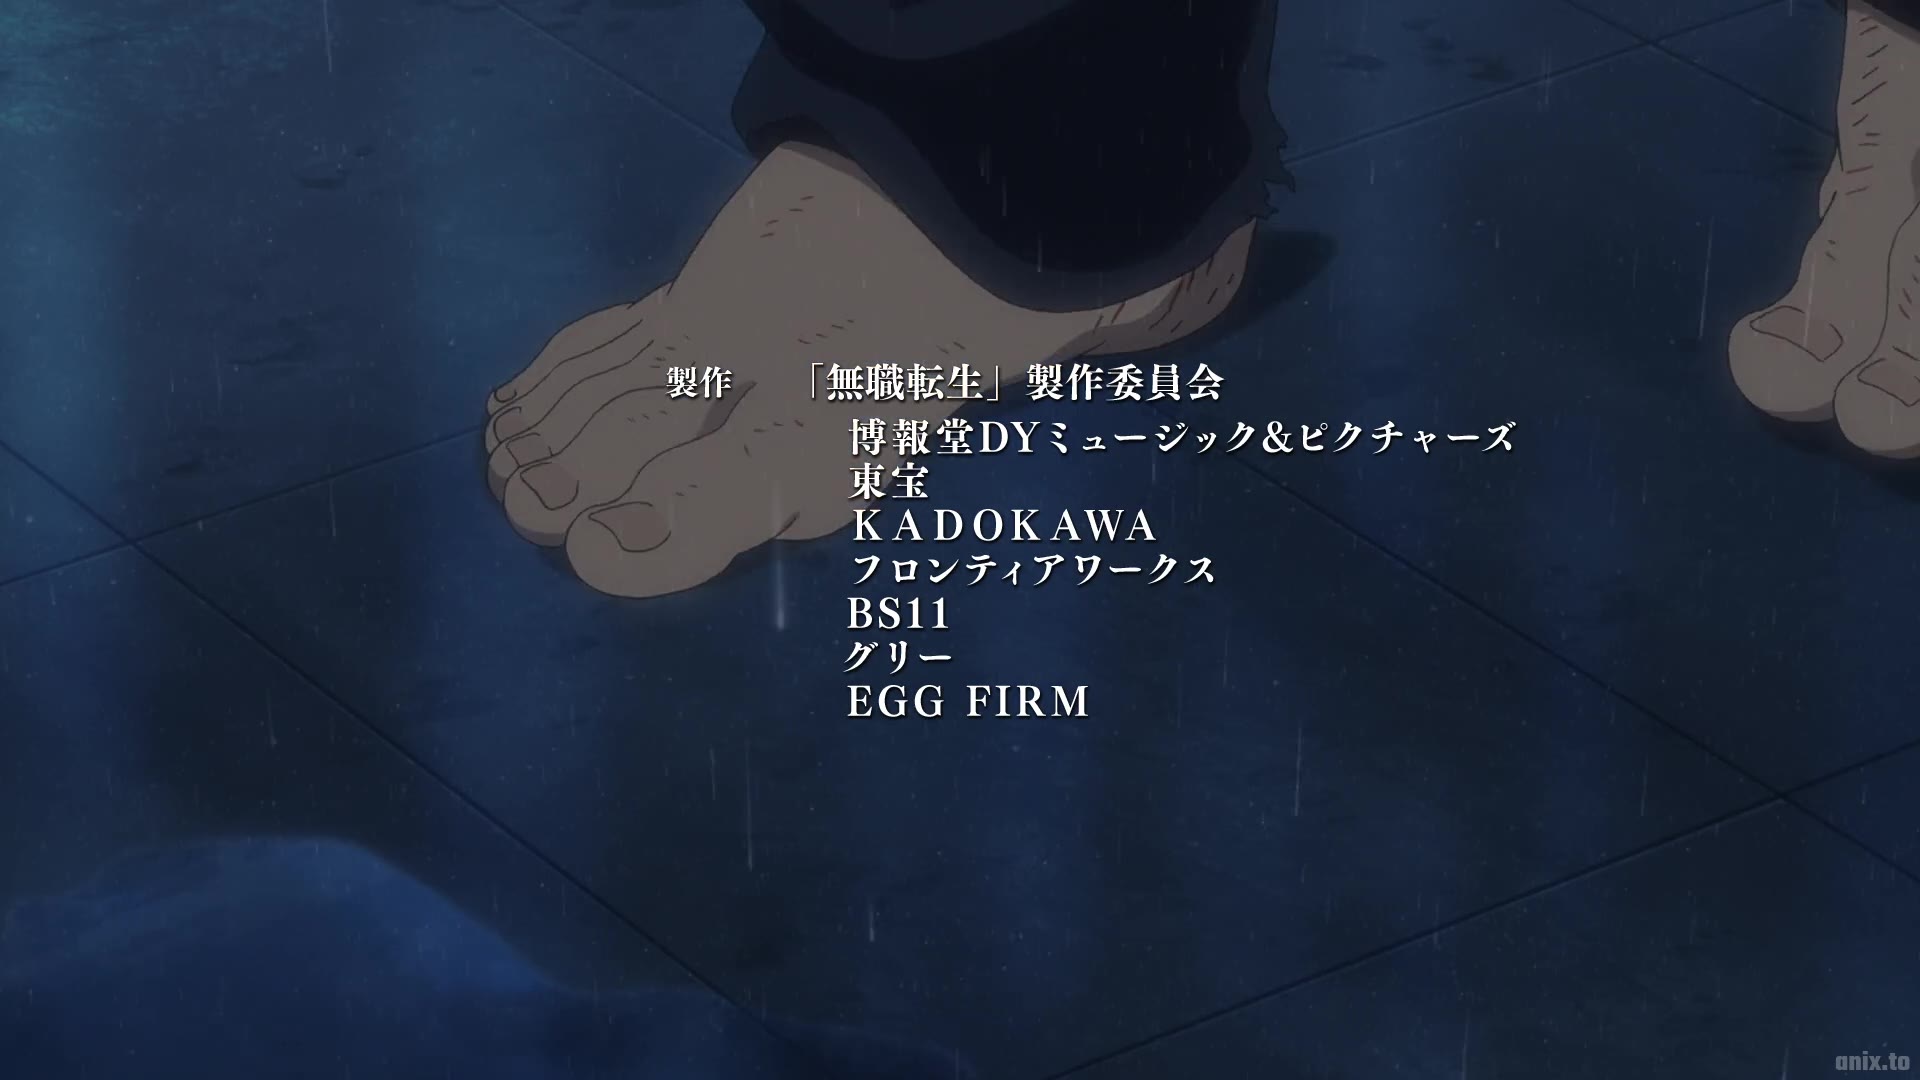 製作 「無職転生」製作委員会
博報堂DYミュージック&ピクチャーズ
東宝
KADOKAWA
フロンティアワークス
BS11
グリー
EGG FIRM
anix.to